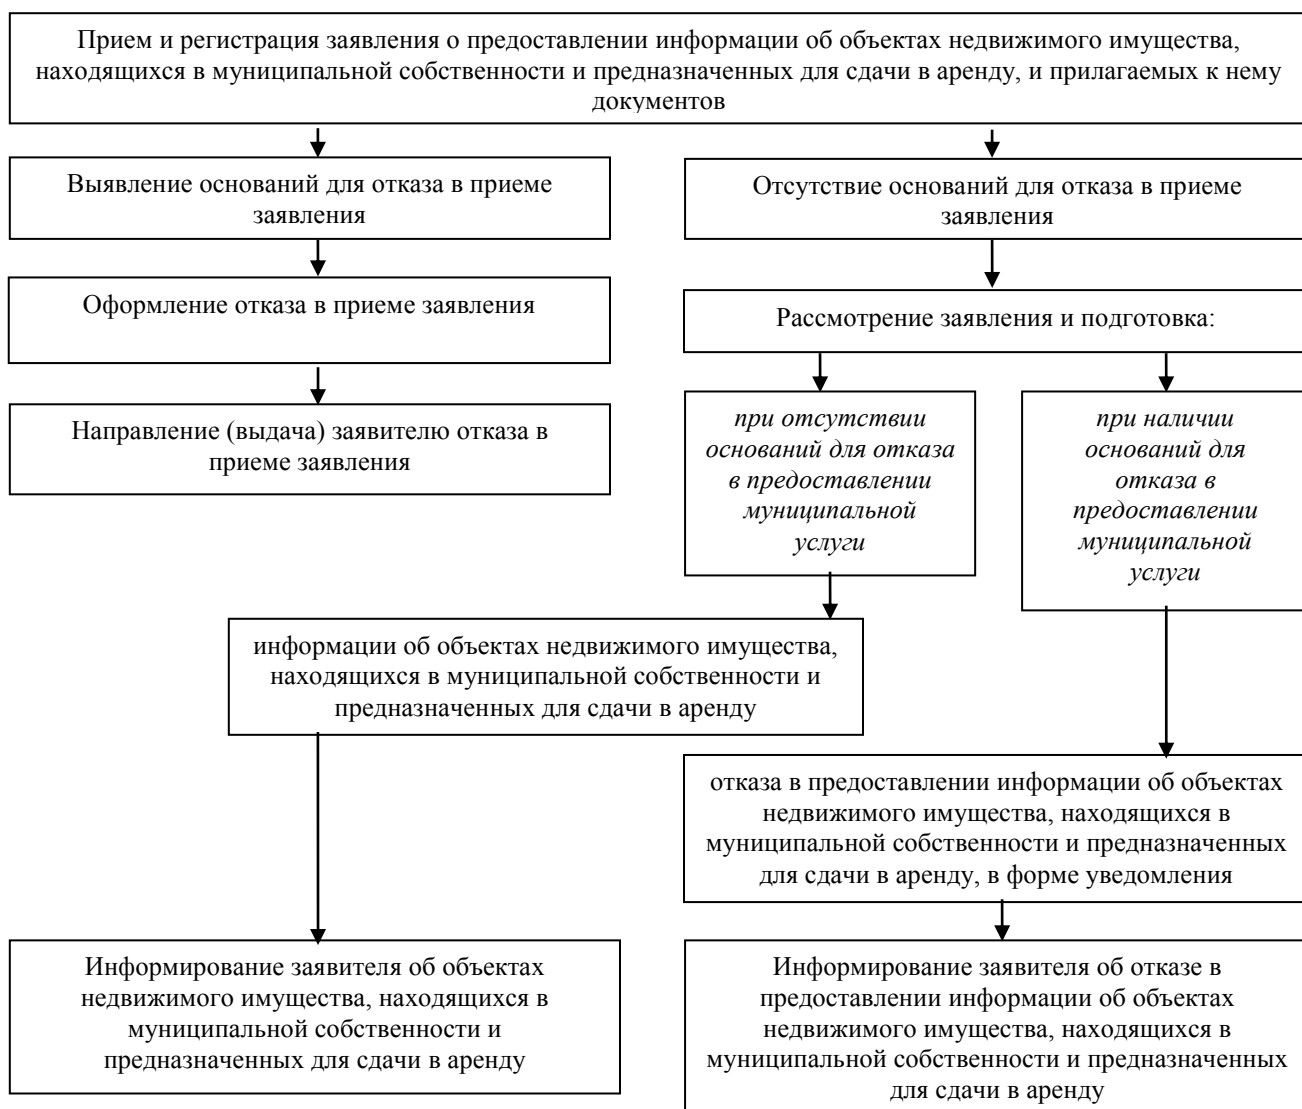 Прием и регистрация заявления о предоставлении информации об объектах недвижимого имущества,
находящихся в муниципальной собственности и предназначенных для сдачи в аренду, и прилагаемых к нему
документов
Выявление оснований для отказа в приеме
заявления
Отсутствие оснований для отказа в приеме
заявления
Оформление отказа в приеме заявления
Рассмотрение заявления и подготовка:
Направление (выдача) заявителю отказа в
приеме заявления
при отсутствии
оснований для отказа
в предоставлении
муниципальной
услуги
при наличии
оснований для
отказа в
предоставлении
муниципальной
услуги
информации об объектах недвижимого имущества,
находящихся в муниципальной собственности и
предназначенных для сдачи в аренду
отказа в предоставлении информации об объектах
недвижимого имущества, находящихся в
муниципальной собственности и предназначенных
для сдачи в аренду, в форме уведомления
Информирование заявителя об объектах
недвижимого имущества, находящихся в
муниципальной собственности и
предназначенных для сдачи в аренду
Информирование заявителя об отказе в
предоставлении информации об объектах
недвижимого имущества, находящихся в
муниципальной собственности и предназначенных
для сдачи в аренду